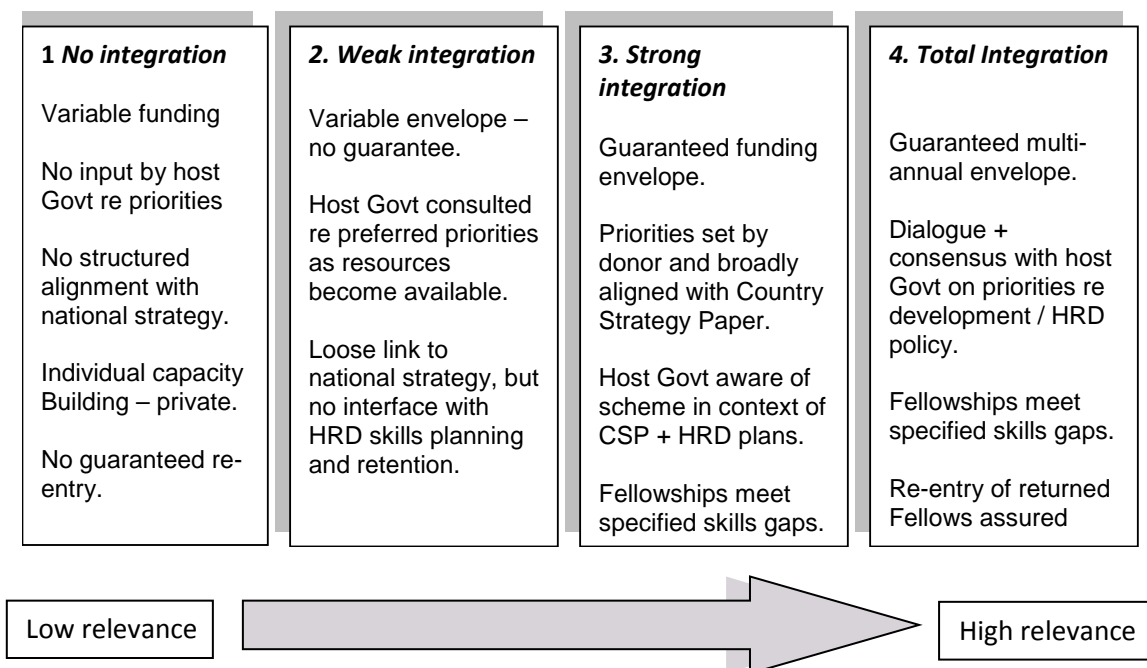 1 No integration
Variable funding
No input by host
Govt re priorities
No structured
alignment with
national strategy.
Individual capacity
Building – private.
No guaranteed re-
entry.
2. Weak integration
Variable envelope –
no guarantee.
Host Govt consulted
re preferred priorities
as resources
become available.
Loose link to
national strategy, but
no interface with
HRD skills planning
and retention.
3. Strong
integration
Guaranteed funding
envelope.
Priorities set by
donor and broadly
aligned with Country
Strategy Paper.
Host Govt aware of
scheme in context of
CSP + HRD plans.
Fellowships meet
specified skills gaps.
4. Total Integration
Guaranteed multi-
annual envelope.
Dialogue +
consensus with host
Govt on priorities re
development / HRD
policy.
Fellowships meet
specified skills gaps.
Re-entry of returned
Fellows assured
Low relevance
High relevance